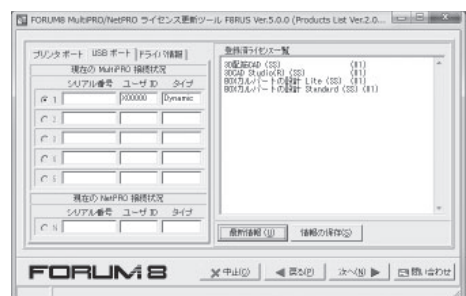 FORUM8 MultiPRO/NetPRO ライセンス更新ツール F8RUS Ver.5.0.0 (Products List Ver.2.0...
プリンタポート USBポート ドライバ情報
現在の MultiPRO 接続状況
シリアル番号 ユーザID タイプ
1 X00000 Dynamic
2
3
4
5
現在の NetPRO 接続状況
シリアル番号 ユーザID タイプ
N
登録済ライセンス一覧
3D配筋CAD (SS) (#1)
3DCAD Studio(R) (SS) (#1)
BOXカルバートの設計 Lite (SS) (#1)
BOXカルバートの設計 Standard (SS) (#1)
最新情報(U) 情報の保存(S)
FORUM8
中止(C) 戻る(P) 次へ(N) 問い合わせ